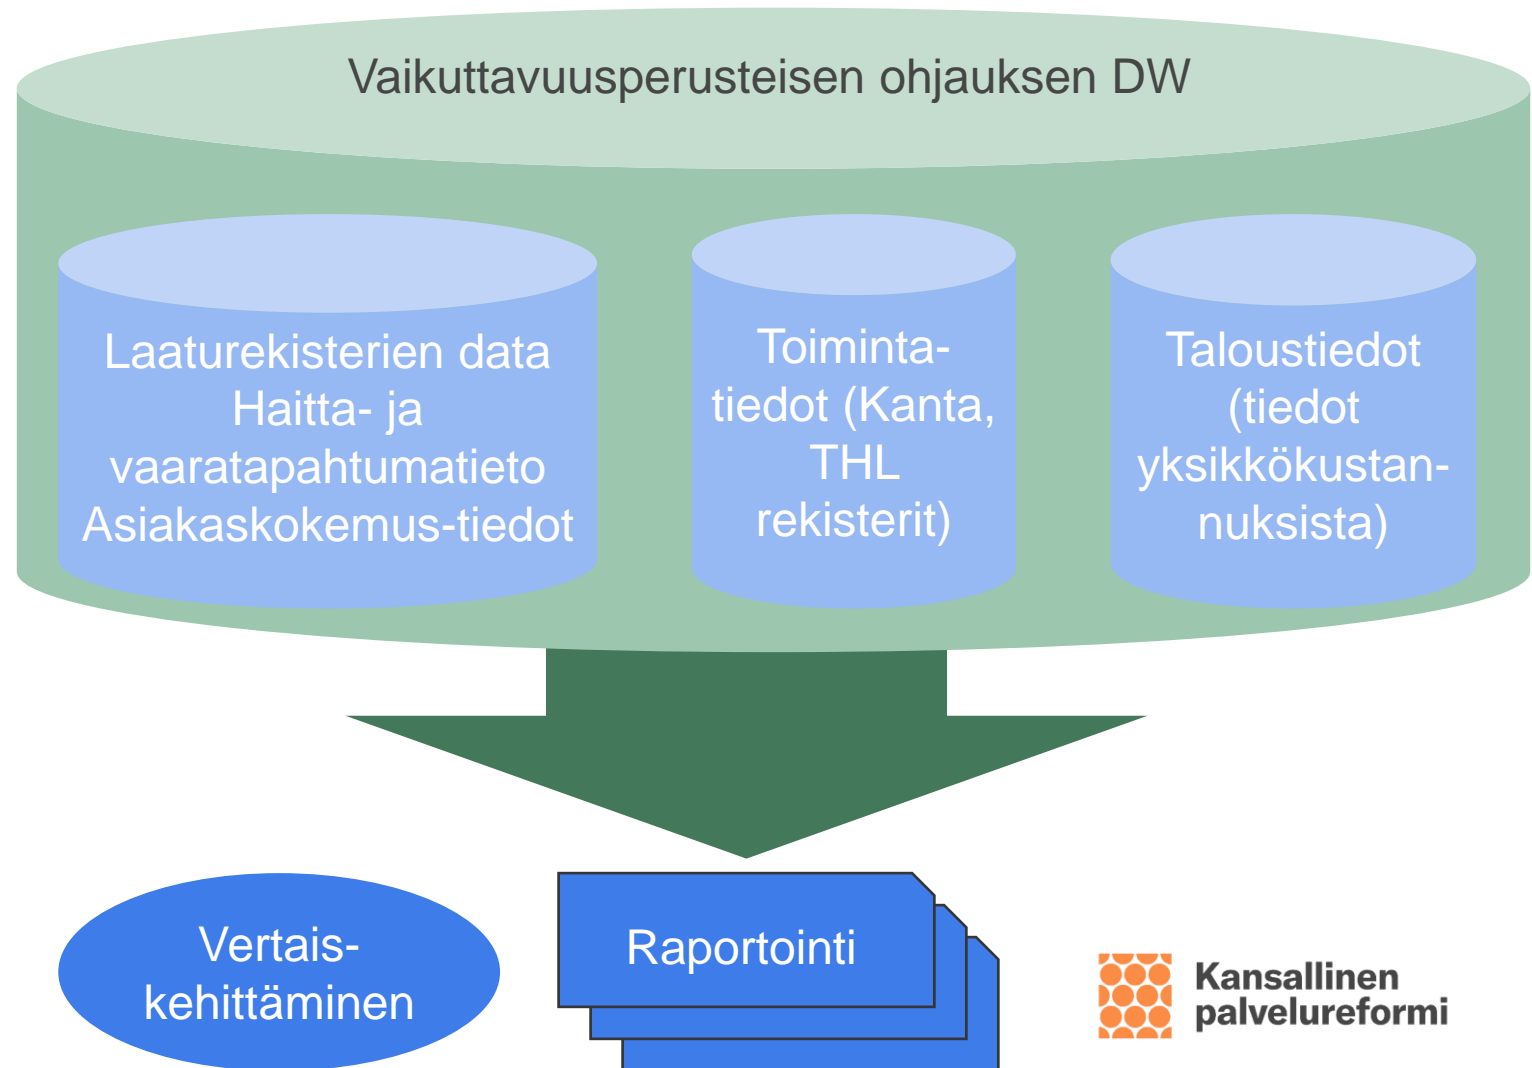 Vaikuttavuusperusteisen ohjauksen DW
Laaturekisterien data
Haitta- ja
vaaratapahtumatieto
Asiakaskokemus-tiedot
Toiminta-
tiedot (Kanta,
THL
rekisterit)
Taloustiedot
(tiedot
yksikkökustan-
nuksista)
Vertais-
kehittäminen
Raportointi
Kansallinen
palvelureformi